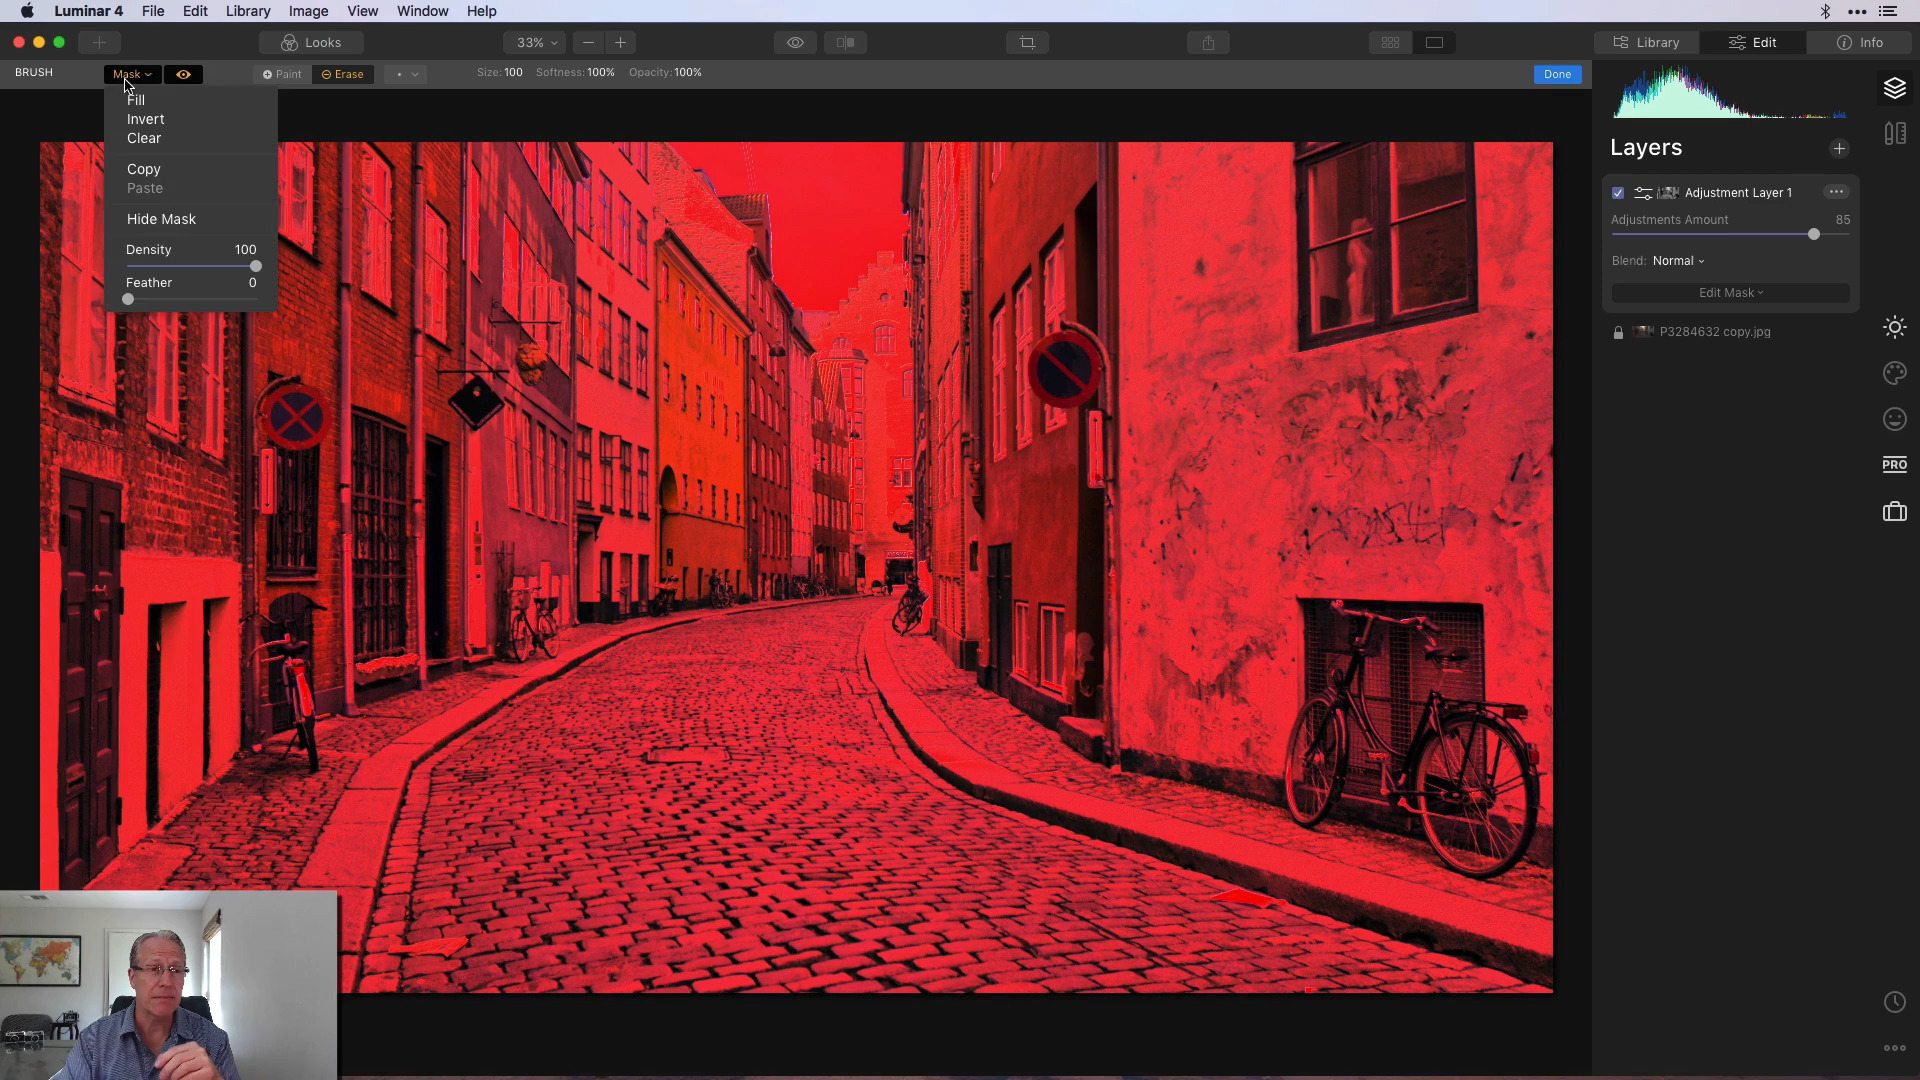 Luminar 4 File Edit Library Image View Window Help
Looks 33% Library Edit Info
BRUSH Mask Paint Erase Size: 100 Softness: 100% Opacity: 100% Done
Fill
Invert
Clear
Copy
Paste
Hide Mask
Density 100
Feather 0
Layers
Adjustment Layer 1
Adjustments Amount 85
Blend: Normal
Edit Mask
P3284632 copy.jpg
PRO